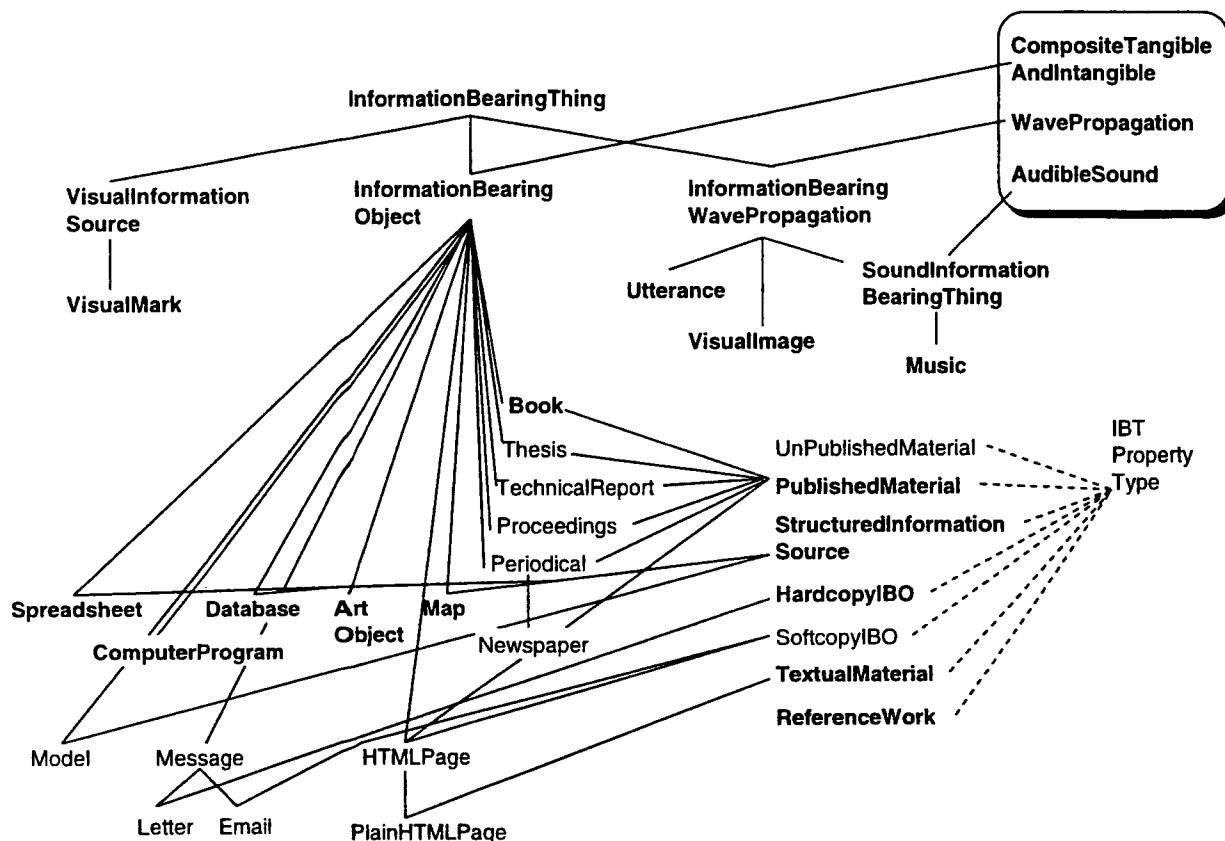 CompositeTangible
AndIntangible
InformationBearingThing
WavePropagation
AudibleSound
VisualInformation
Source
InformationBearing
Object
InformationBearing
WavePropagation
VisualMark
Utterance
VisualImage
SoundInformation
BearingThing
Music
Book
Thesis
TechnicalReport
Proceedings
Periodical
UnPublishedMaterial
PublishedMaterial
StructuredInformation
Source
HardcopyIBO
SoftcopyIBO
TextualMaterial
ReferenceWork
IBT
Property
Type
Spreadsheet
Database
Art
Object
Map
ComputerProgram
Newspaper
Model
Message
HTMLPage
Letter
Email
PlainHTMLPage